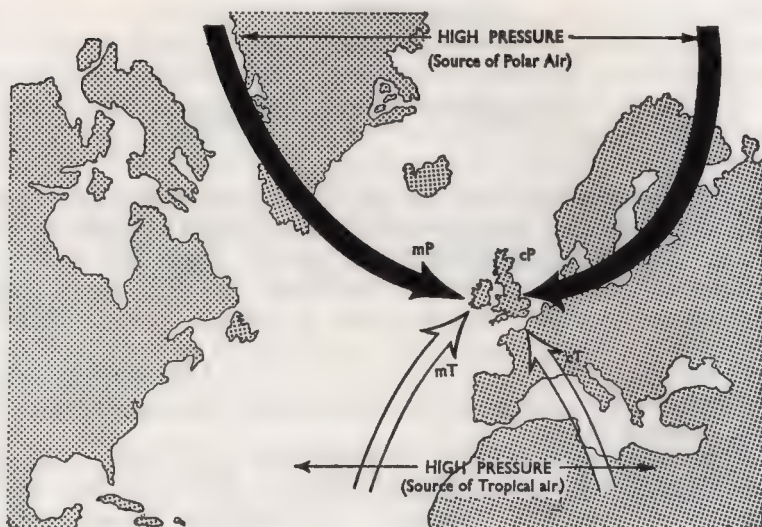 HIGH PRESSURE
(Source of Polar Air)
mP
cP
mT
cT
HIGH PRESSURE
(Source of Tropical air)